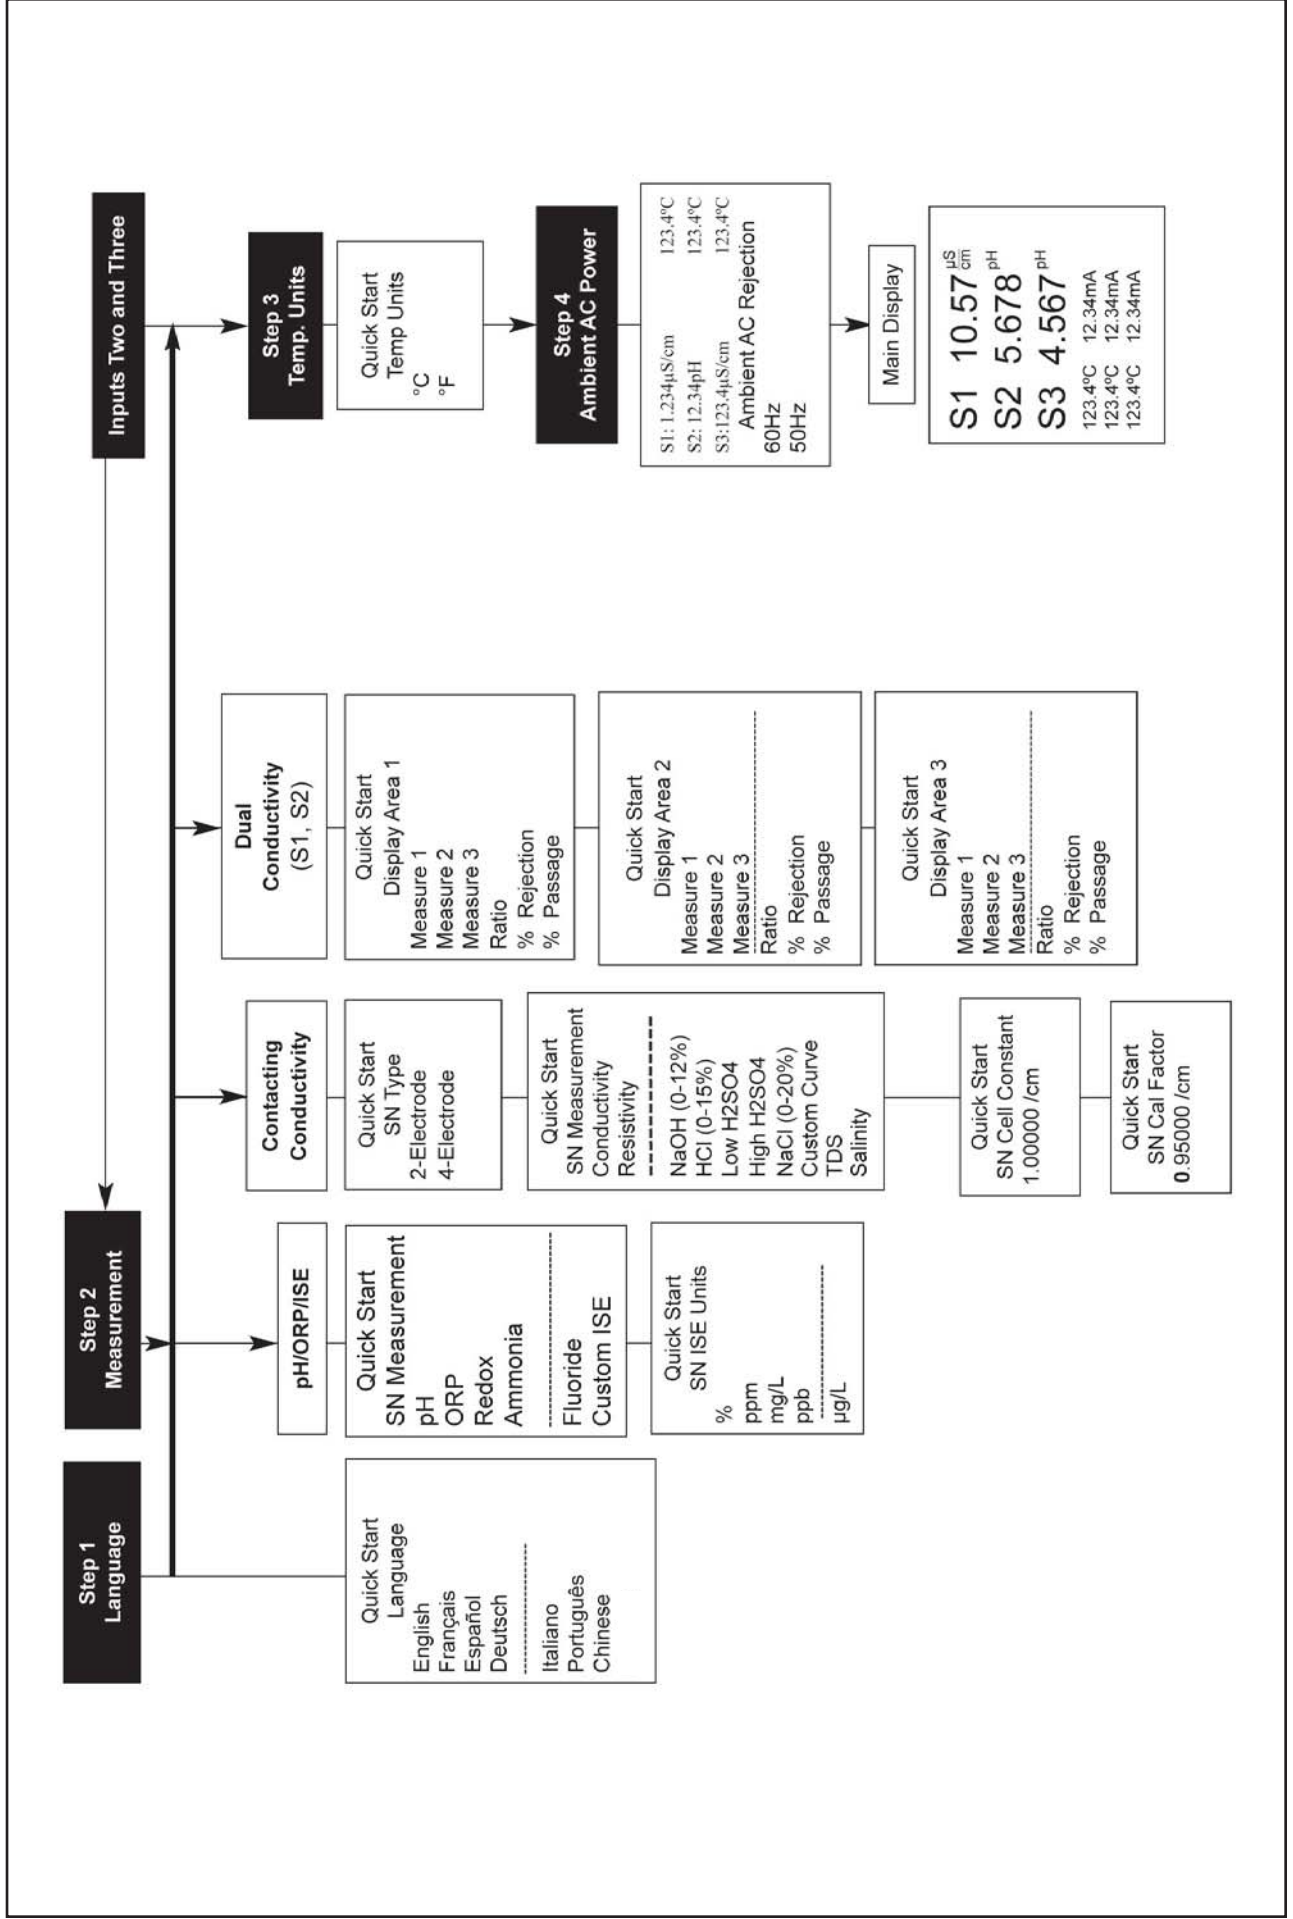 Step 1
Language
Quick Start
Language
English
Français
Español
Deutsch
Italiano
Português
Chinese
Step 2
Measurement
pH/ORP/ISE
Quick Start
SN Measurement
pH
ORP
Redox
Ammonia
Fluoride
Custom ISE
Quick Start
SN ISE Units
%
ppm
mg/L
ppb
µg/L
Contacting
Conductivity
Quick Start
SN Type
2-Electrode
4-Electrode
Quick Start
SN Measurement
Conductivity
Resistivity
NaOH (0-12%)
HCl (0-15%)
Low H2SO4
High H2SO4
NaCl (0-20%)
Custom Curve
TDS
Salinity
Quick Start
SN Cell Constant
1.00000 /cm
Quick Start
SN Cal Factor
0.95000 /cm
Dual
Conductivity
(S1, S2)
Quick Start
Display Area 1
Measure 1
Measure 2
Measure 3
Ratio
% Rejection
% Passage
Quick Start
Display Area 2
Measure 1
Measure 2
Measure 3
Ratio
% Rejection
% Passage
Quick Start
Display Area 3
Measure 1
Measure 2
Measure 3
Ratio
% Rejection
% Passage
Inputs Two and Three
Step 3
Temp. Units
Quick Start
Temp Units
°C
°F
Step 4
Ambient AC Power
S1: 1.234µS/cm 123.4ºC
S2: 12.34pH 123.4ºC
S3:123.4µS/cm 123.4ºC
Ambient AC Rejection
60Hz
50Hz
Main Display
S1 10.57 µS/cm
S2 5.678 pH
S3 4.567 pH
123.4ºC 12.34mA
123.4ºC 12.34mA
123.4ºC 12.34mA